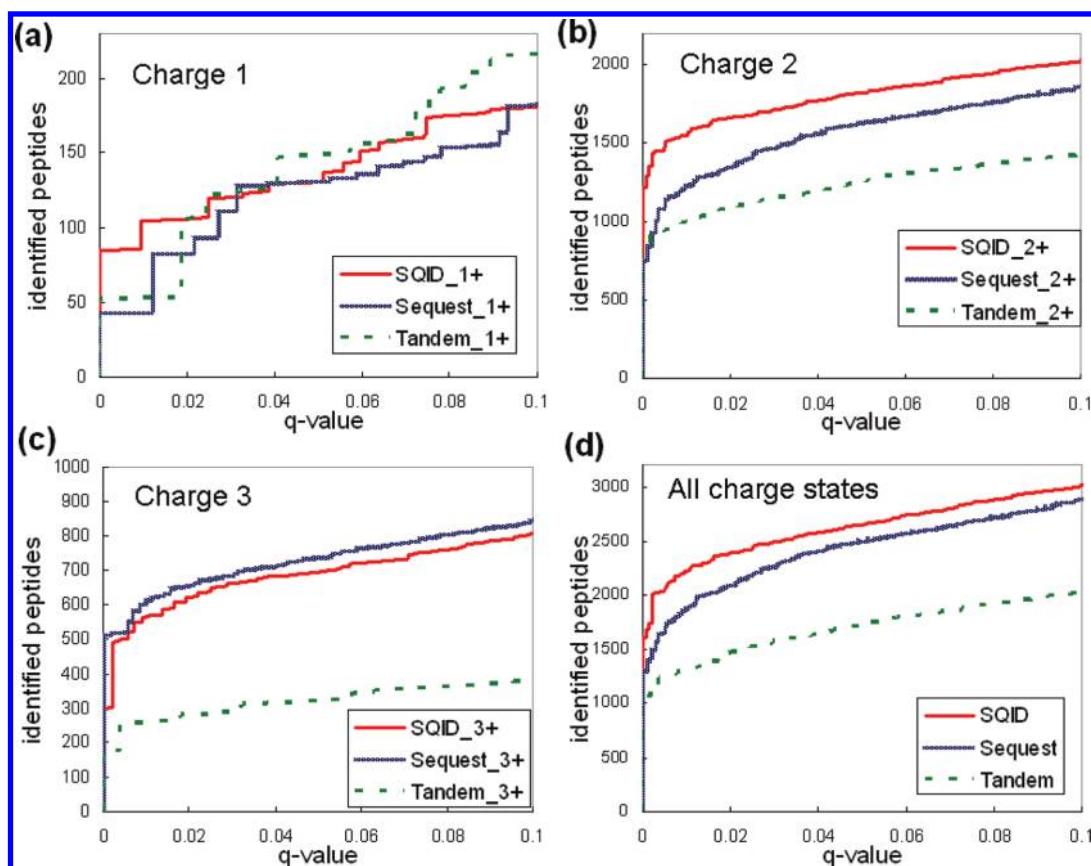 (a)
Charge 1
identified peptides
200
150
100
50
0
SQID_1+
Sequest_1+
Tandem_1+
0 0.02 0.04 0.06 0.08 0.1
q-value
(b)
Charge 2
identified peptides
2000
1500
1000
500
0
SQID_2+
Sequest_2+
Tandem_2+
0 0.02 0.04 0.06 0.08 0.1
q-value
(c)
Charge 3
identified peptides
1000
900
800
700
600
500
400
300
200
100
0
SQID_3+
Sequest_3+
Tandem_3+
0 0.02 0.04 0.06 0.08 0.1
q-value
(d)
All charge states
identified peptides
3000
2500
2000
1500
1000
500
0
SQID
Sequest
Tandem
0 0.02 0.04 0.06 0.08 0.1
q-value